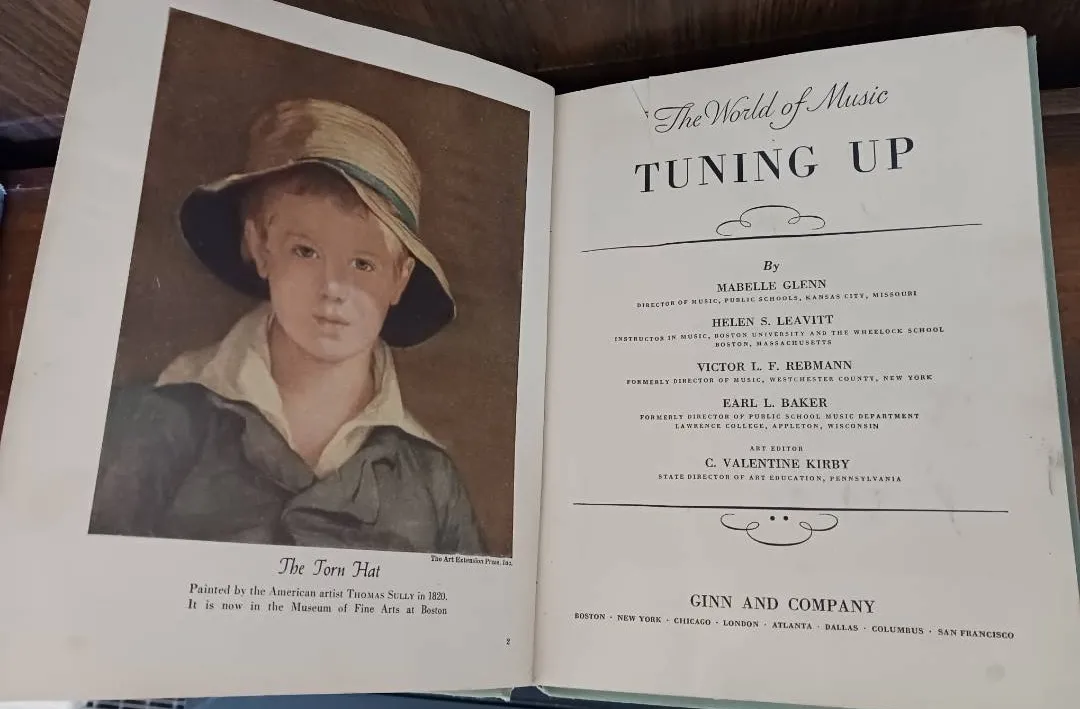 The Art Extension Press, Inc.
The Torn Hat
Painted by the American artist THOMAS SULLY in 1820.
It is now in the Museum of Fine Arts at Boston
2
The World of Music
TUNING UP
By
MABELLE GLENN
DIRECTOR OF MUSIC, PUBLIC SCHOOLS, KANSAS CITY, MISSOURI
HELEN S. LEAVITT
INSTRUCTOR IN MUSIC, BOSTON UNIVERSITY AND THE WHEELOCK SCHOOL
BOSTON, MASSACHUSETTS
VICTOR L. F. REBMANN
FORMERLY DIRECTOR OF MUSIC, WESTCHESTER COUNTY, NEW YORK
EARL L. BAKER
FORMERLY DIRECTOR OF PUBLIC SCHOOL MUSIC DEPARTMENT
LAWRENCE COLLEGE, APPLETON, WISCONSIN
ART EDITOR
C. VALENTINE KIRBY
STATE DIRECTOR OF ART EDUCATION, PENNSYLVANIA
GINN AND COMPANY
BOSTON · NEW YORK · CHICAGO · LONDON · ATLANTA · DALLAS · COLUMBUS · SAN FRANCISCO